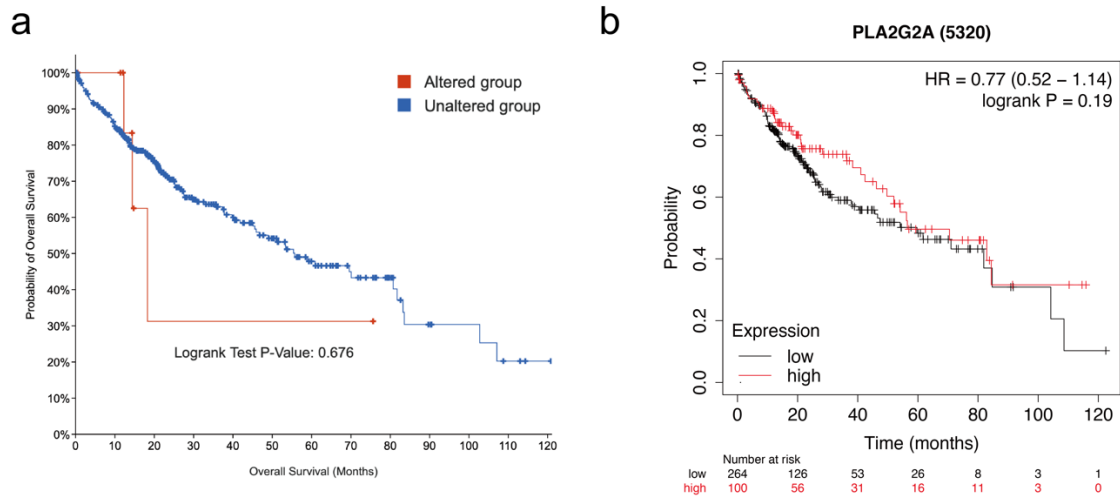 a
100%
90%
80%
70%
60%
50%
40%
30%
20%
10%
0%
Probability of Overall Survival
Altered group
Unaltered group
Logrank Test P-Value: 0.676
0 10 20 30 40 50 60 70 80 90 100 110 120
Overall Survival (Months)
b
PLA2G2A (5320)
HR = 0.77 (0.52 − 1.14)
logrank P = 0.19
1.0
0.8
0.6
0.4
0.2
0.0
Probability
Expression
low
high
0 20 40 60 80 100 120
Time (months)
Number at risk
low 264 126 53 26 8 3 1
high 100 56 31 16 11 3 0